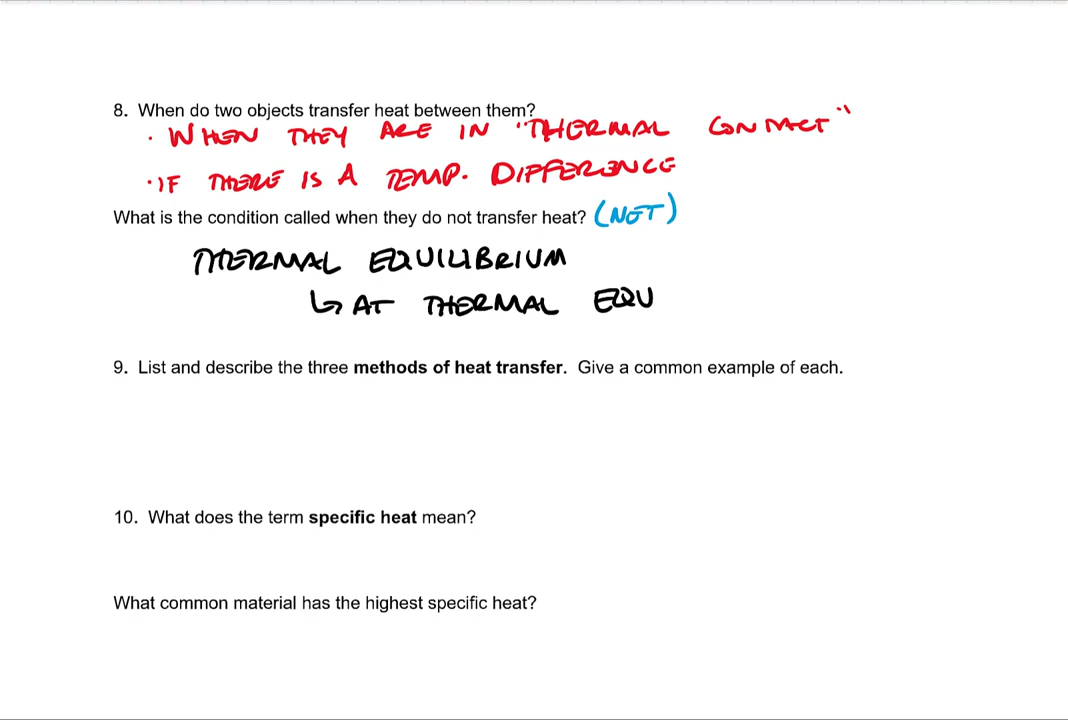 8. When do two objects transfer heat between them?
· WHEN THEY ARE IN "THERMAL CONTACT"
· IF THERE IS A TEMP. DIFFERENCE
What is the condition called when they do not transfer heat? (NOT)
THERMAL EQUILIBRIUM
↳ AT THERMAL EQU
9. List and describe the three methods of heat transfer. Give a common example of each.
10. What does the term specific heat mean?
What common material has the highest specific heat?